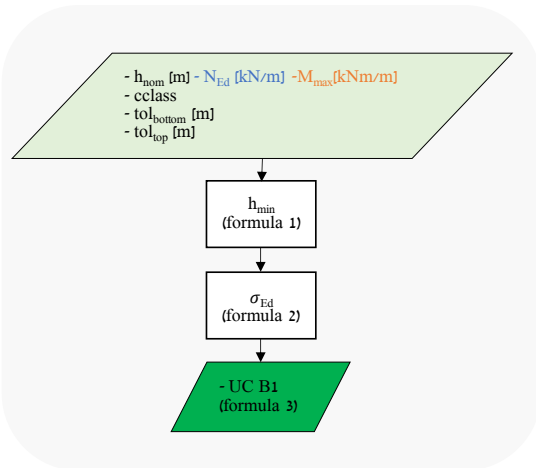 - h_nom [m] - N_Ed [kN/m] -M_max[kNm/m]
- cclass
- tol_bottom [m]
- tol_top [m]
h_min
(formula 1)
σ_Ed
(formula 2)
- UC B1
(formula 3)